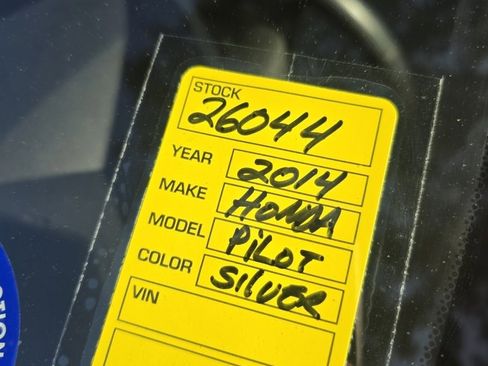 STOCK
26044
YEAR 2014
MAKE HONDA
MODEL PILOT
COLOR SILVER
VIN